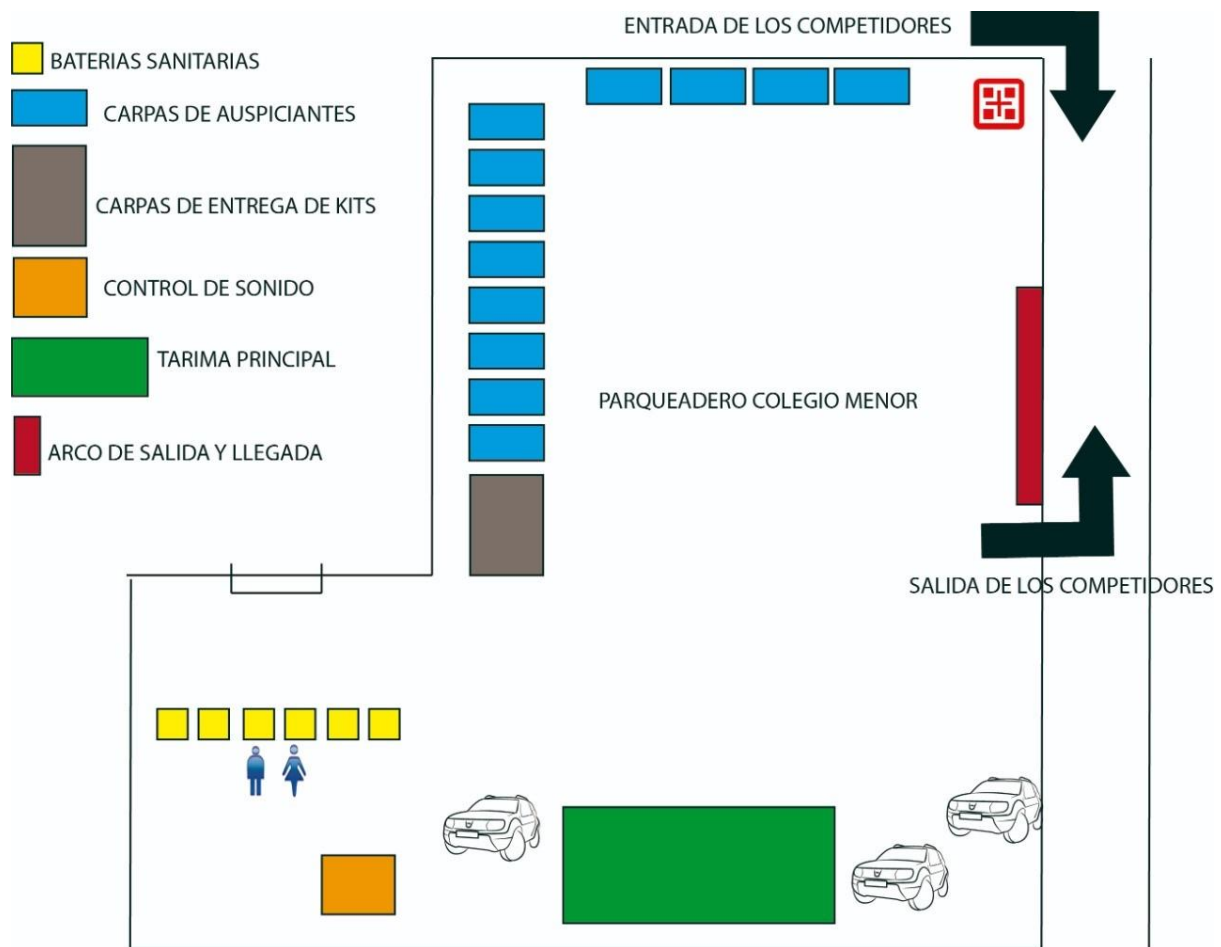 ENTRADA DE LOS COMPETIDORES
BATERIAS SANITARIAS
CARPAS DE AUSPICIANTES
CARPAS DE ENTREGA DE KITS
CONTROL DE SONIDO
TARIMA PRINCIPAL
ARCO DE SALIDA Y LLEGADA
PARQUEADERO COLEGIO MENOR
SALIDA DE LOS COMPETIDORES